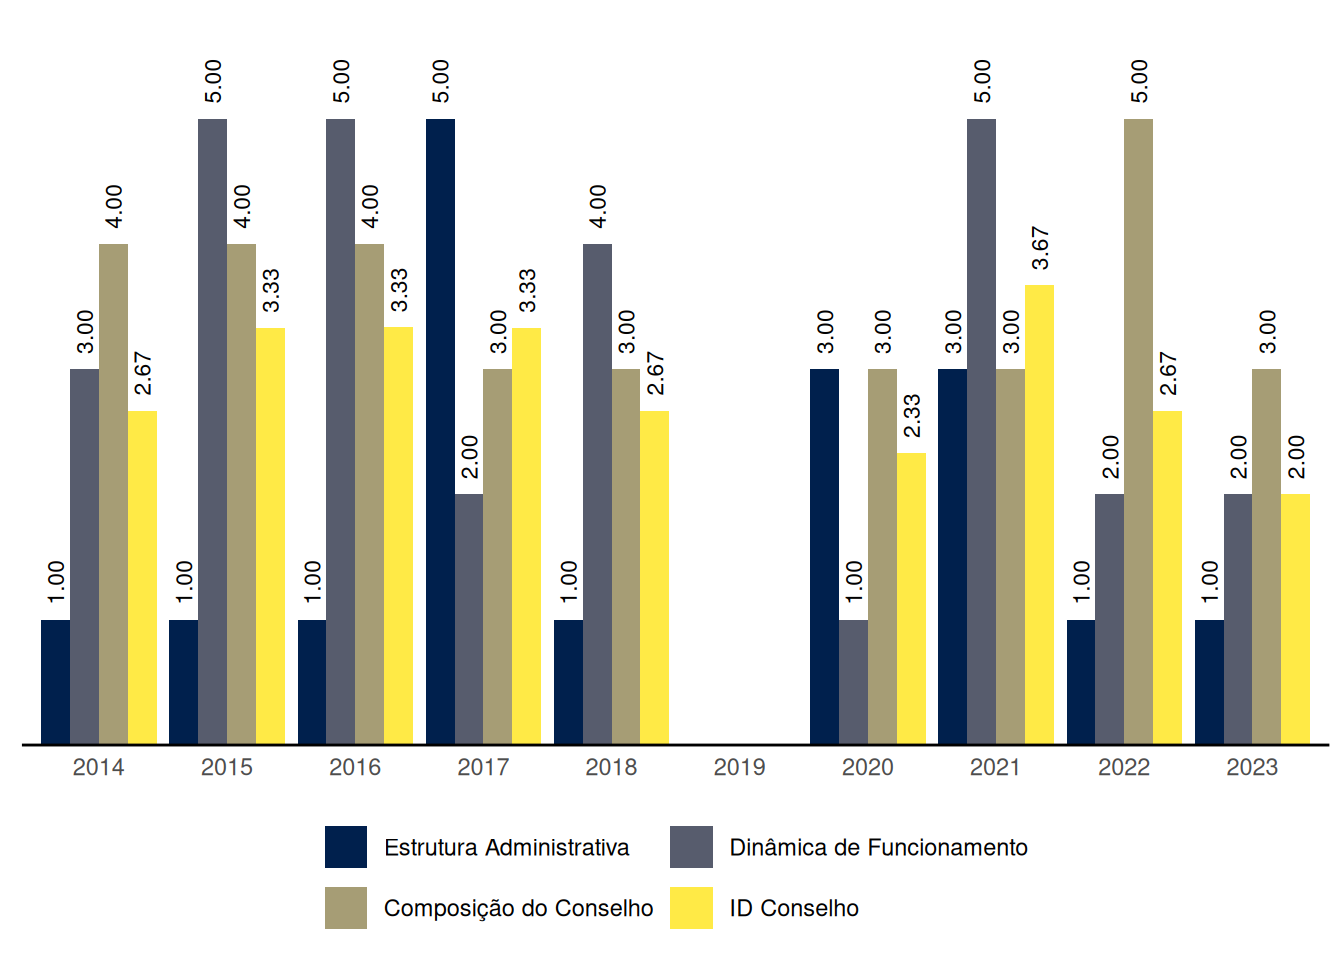 5.00 5.00 5.00 5.00 5.00
4.00 4.00 4.00 4.00
3.67
3.33 3.33 3.33
3.00 3.00 3.00 3.00 3.00 3.00 3.00 3.00
2.67 2.67 2.67
2.33
2.00 2.00 2.00 2.00
1.00 1.00 1.00 1.00 1.00 1.00 1.00
2014 2015 2016 2017 2018 2019 2020 2021 2022 2023
Estrutura Administrativa Dinâmica de Funcionamento
Composição do Conselho ID Conselho